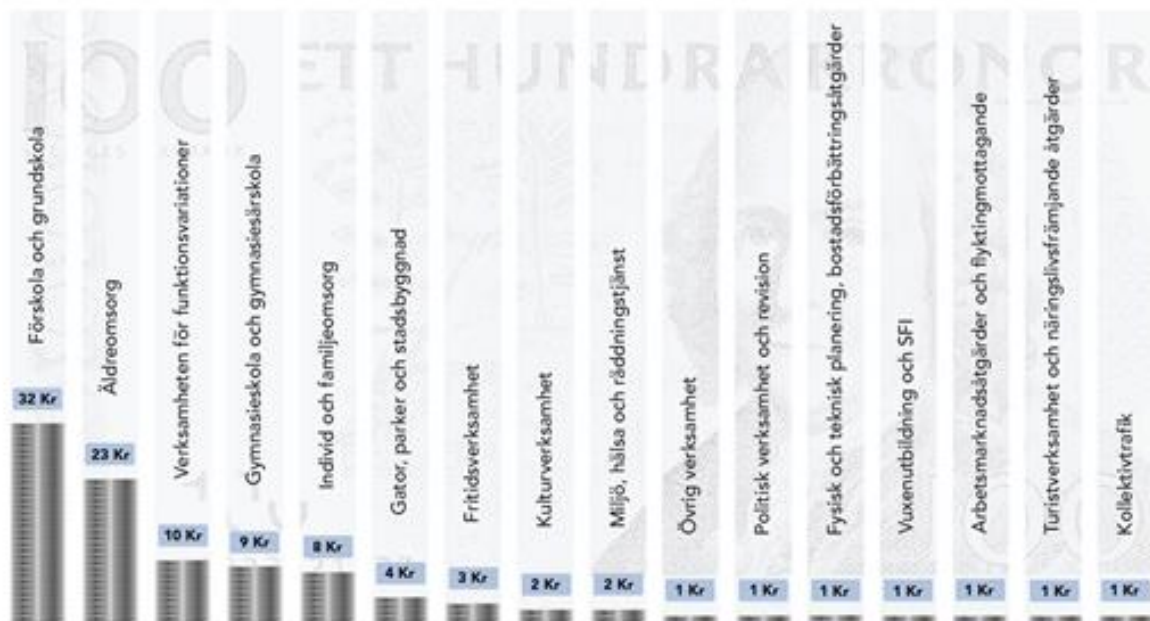 100 ETT HUNDRA KRONOR
Förskola och grundskola
32 Kr
Äldreomsorg
23 Kr
Verksamheten för funktionsvariationer
10 Kr
Gymnasieskola och gymnasiesärskola
9 Kr
Individ och familjeomsorg
8 Kr
Gator, parker och stadsbyggnad
4 Kr
Fritidsverksamhet
3 Kr
Kulturverksamhet
2 Kr
Miljö, hälsa och räddningstjänst
2 Kr
Övrig verksamhet
1 Kr
Politisk verksamhet och revision
1 Kr
Fysisk och teknisk planering, bostadsförbättringsåtgärder
1 Kr
Vuxenutbildning och SFI
1 Kr
Arbetsmarknadsåtgärder och flyktingmottagande
1 Kr
Turistverksamhet och näringslivsfrämjande åtgärder
1 Kr
Kollektivtrafik
1 Kr